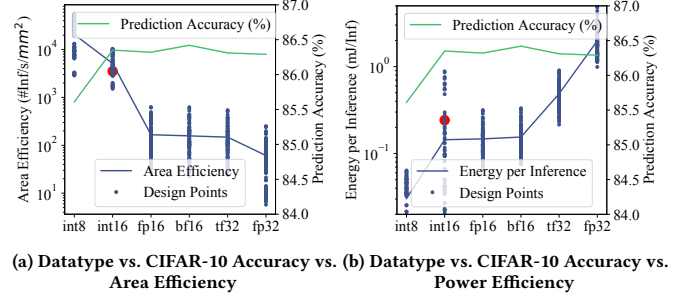 Area Efficiency (#Inf/s/mm²)
10⁴
10³
10²
10¹
Prediction Accuracy (%)
Area Efficiency
Design Points
87.0
86.5
86.0
85.5
85.0
84.5
84.0
Prediction Accuracy (%)
int8 int16 fp16 bf16 tf32 fp32
Energy per Inference (mJ/Inf)
10⁰
10⁻¹
Prediction Accuracy (%)
Energy per Inference
Design Points
87.0
86.5
86.0
85.5
85.0
84.5
84.0
Prediction Accuracy (%)
int8 int16 fp16 bf16 tf32 fp32
(a) Datatype vs. CIFAR-10 Accuracy vs.
Area Efficiency
(b) Datatype vs. CIFAR-10 Accuracy vs.
Power Efficiency